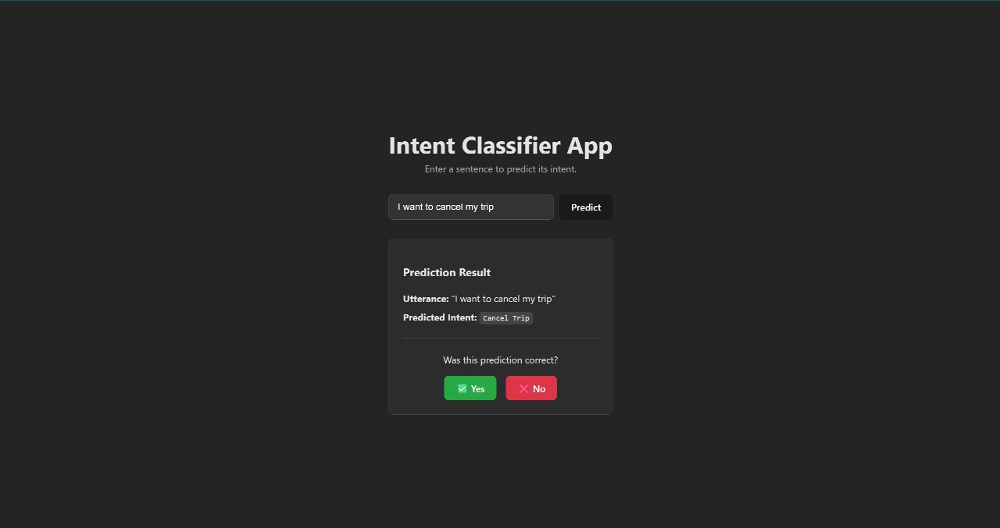 Intent Classifier App
Enter a sentence to predict its intent.
I want to cancel my trip Predict
Prediction Result
Utterance: "I want to cancel my trip"
Predicted Intent: Cancel Trip
Was this prediction correct?
✅ Yes ❌ No